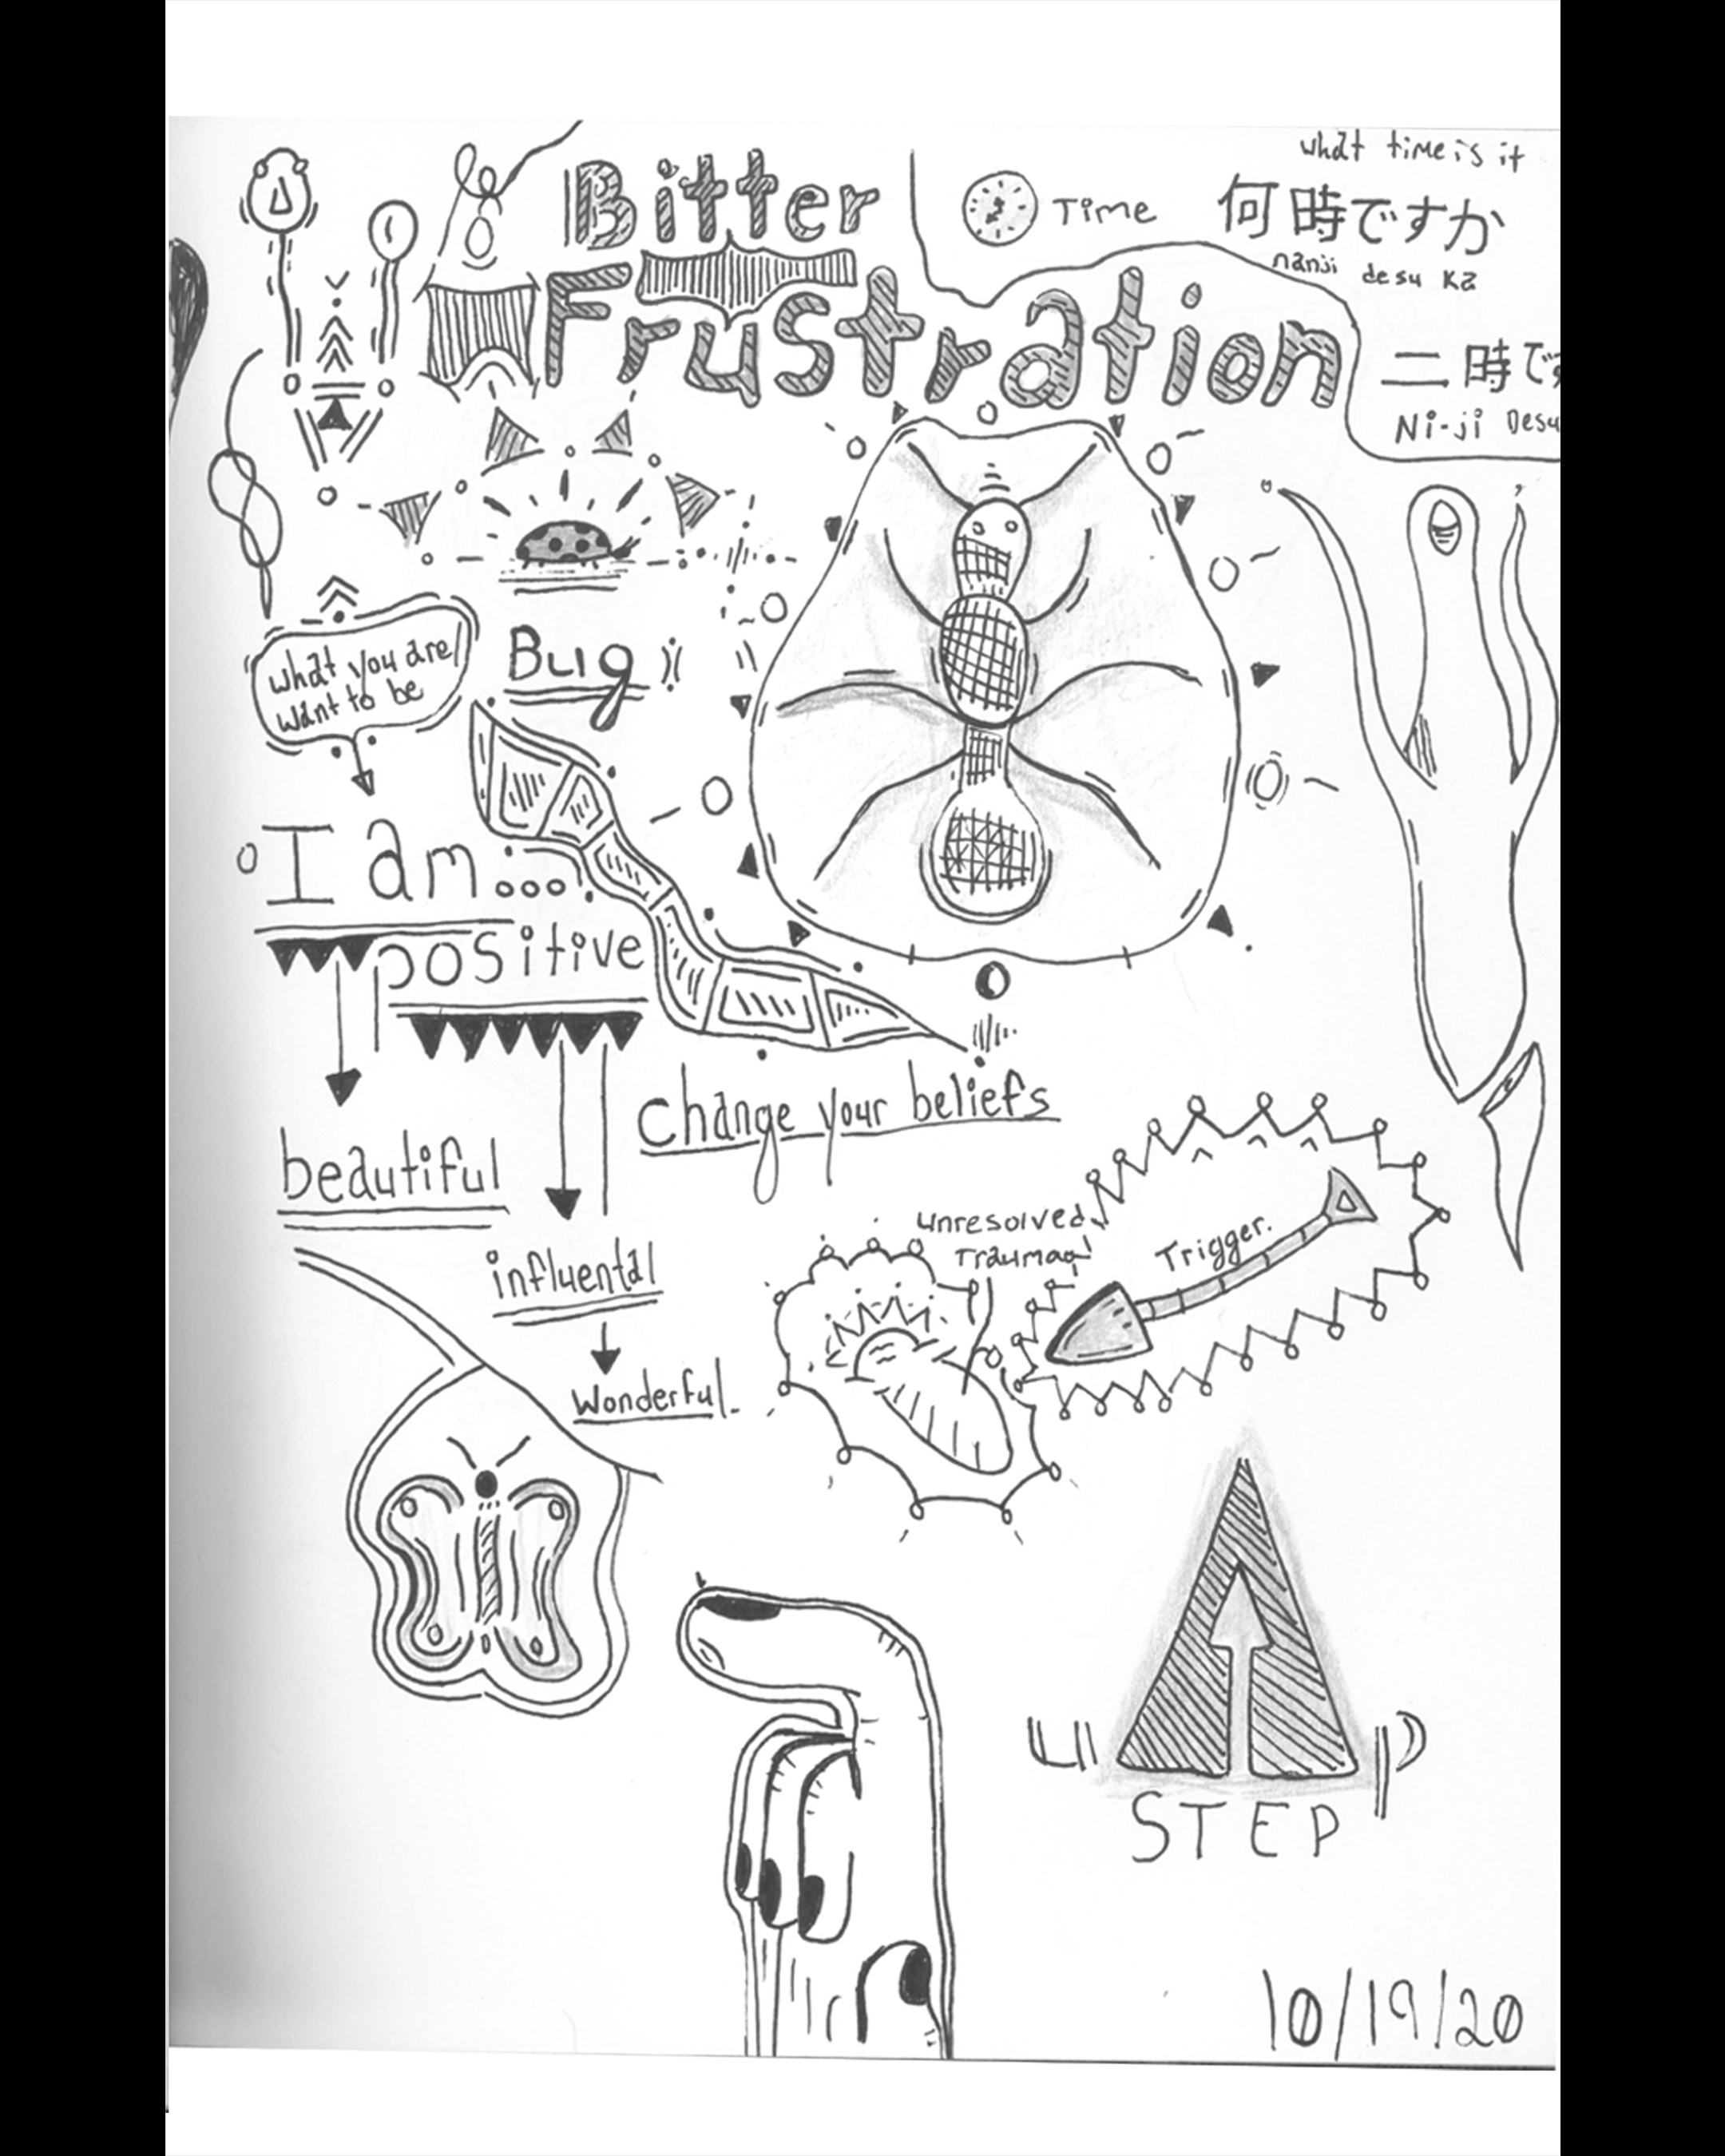 Bitter
Frustration
Time
what time is it
何時ですか
nanji desu ka
二時で
Ni-ji Desu
Bug
what you are/
want to be
I am...
positive
beautiful
influental
Wonderful.
change your beliefs
unresolved
Trauma
Trigger.
up
STEP
10/19/20